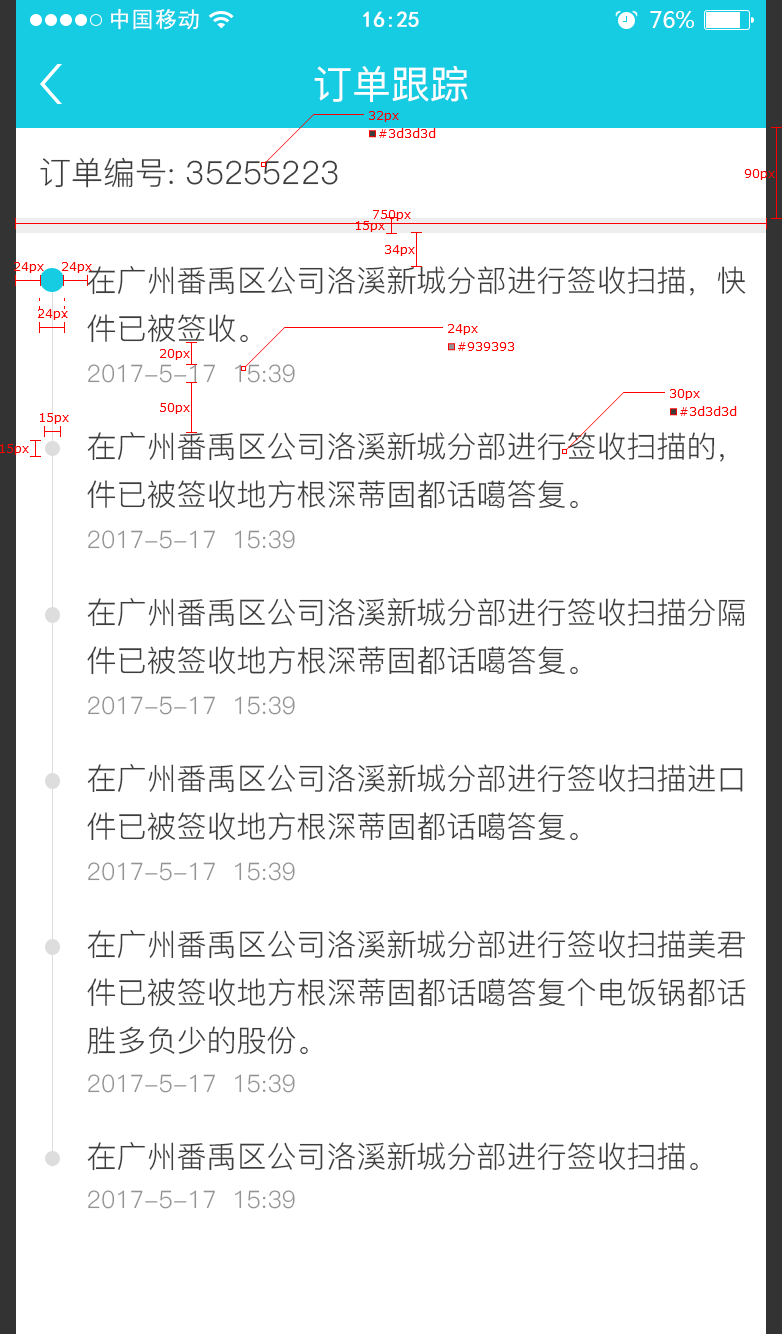 中国移动 16:25 76%
订单跟踪
32px
#3d3d3d
订单编号: 35255223
90px
750px
15px
34px
24px 24px
在广州番禺区公司洛溪新城分部进行签收扫描，快
24px
件已被签收。
24px
#939393
20px
2017-5-17 15:39
30px
#3d3d3d
50px
15px
15px
在广州番禺区公司洛溪新城分部进行签收扫描的，
件已被签收地方根深蒂固都话噶答复。
2017-5-17 15:39
在广州番禺区公司洛溪新城分部进行签收扫描分隔
件已被签收地方根深蒂固都话噶答复。
2017-5-17 15:39
在广州番禺区公司洛溪新城分部进行签收扫描进口
件已被签收地方根深蒂固都话噶答复。
2017-5-17 15:39
在广州番禺区公司洛溪新城分部进行签收扫描美君
件已被签收地方根深蒂固都话噶答复个电饭锅都话
胜多负少的股份。
2017-5-17 15:39
在广州番禺区公司洛溪新城分部进行签收扫描。
2017-5-17 15:39